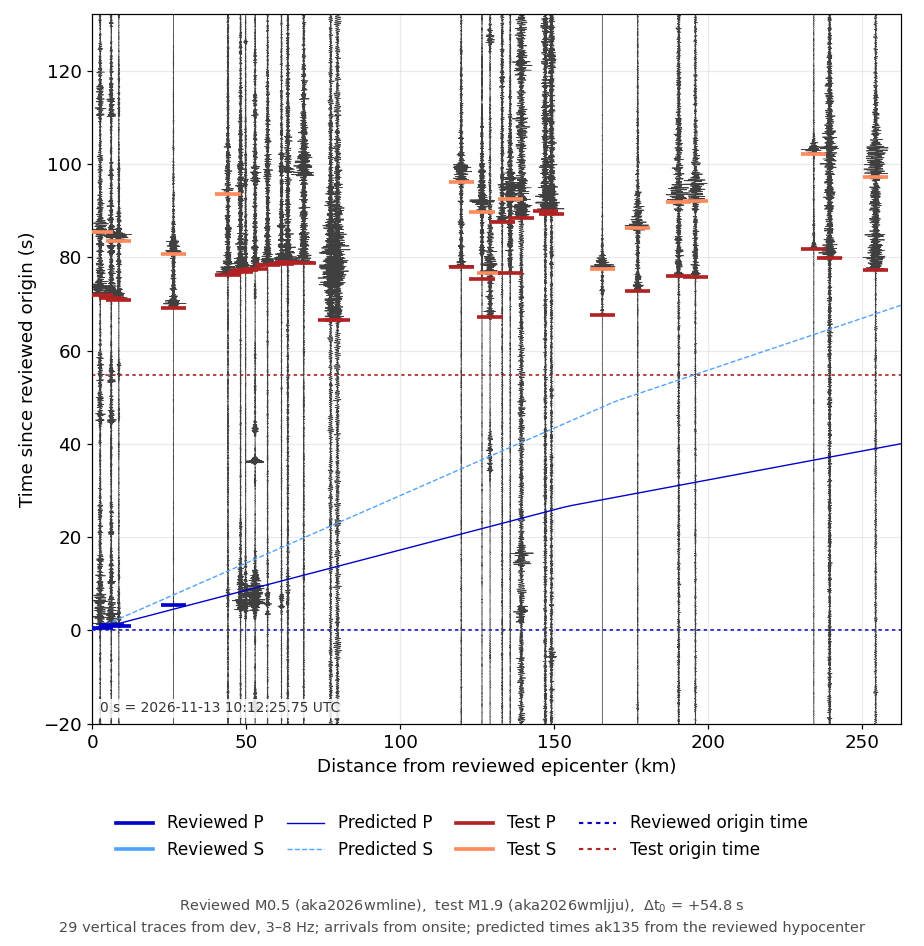 120
100
80
60
40
20
0
−20
Time since reviewed origin (s)
0 s = 2026-11-13 10:12:25.75 UTC
0 50 100 150 200 250
Distance from reviewed epicenter (km)
Reviewed P Predicted P Test P Reviewed origin time
Reviewed S Predicted S Test S Test origin time
Reviewed M0.5 (aka2026wmline), test M1.9 (aka2026wmljju), Δt0 = +54.8 s
29 vertical traces from dev, 3–8 Hz; arrivals from onsite; predicted times ak135 from the reviewed hypocenter